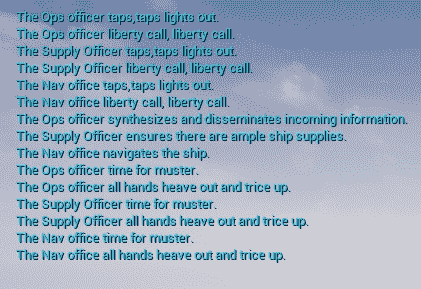 The Ops officer taps,taps lights out.
The Ops officer liberty call, liberty call.
The Supply Officer taps,taps lights out.
The Supply Officer liberty call, liberty call.
The Nav office taps,taps lights out.
The Nav office liberty call, liberty call.
The Ops officer synthesizes and disseminates incoming information.
The Supply Officer ensures there are ample ship supplies.
The Nav office navigates the ship.
The Ops officer time for muster.
The Ops officer all hands heave out and trice up.
The Supply Officer time for muster.
The Supply Officer all hands heave out and trice up.
The Nav office time for muster.
The Nav office all hands heave out and trice up.